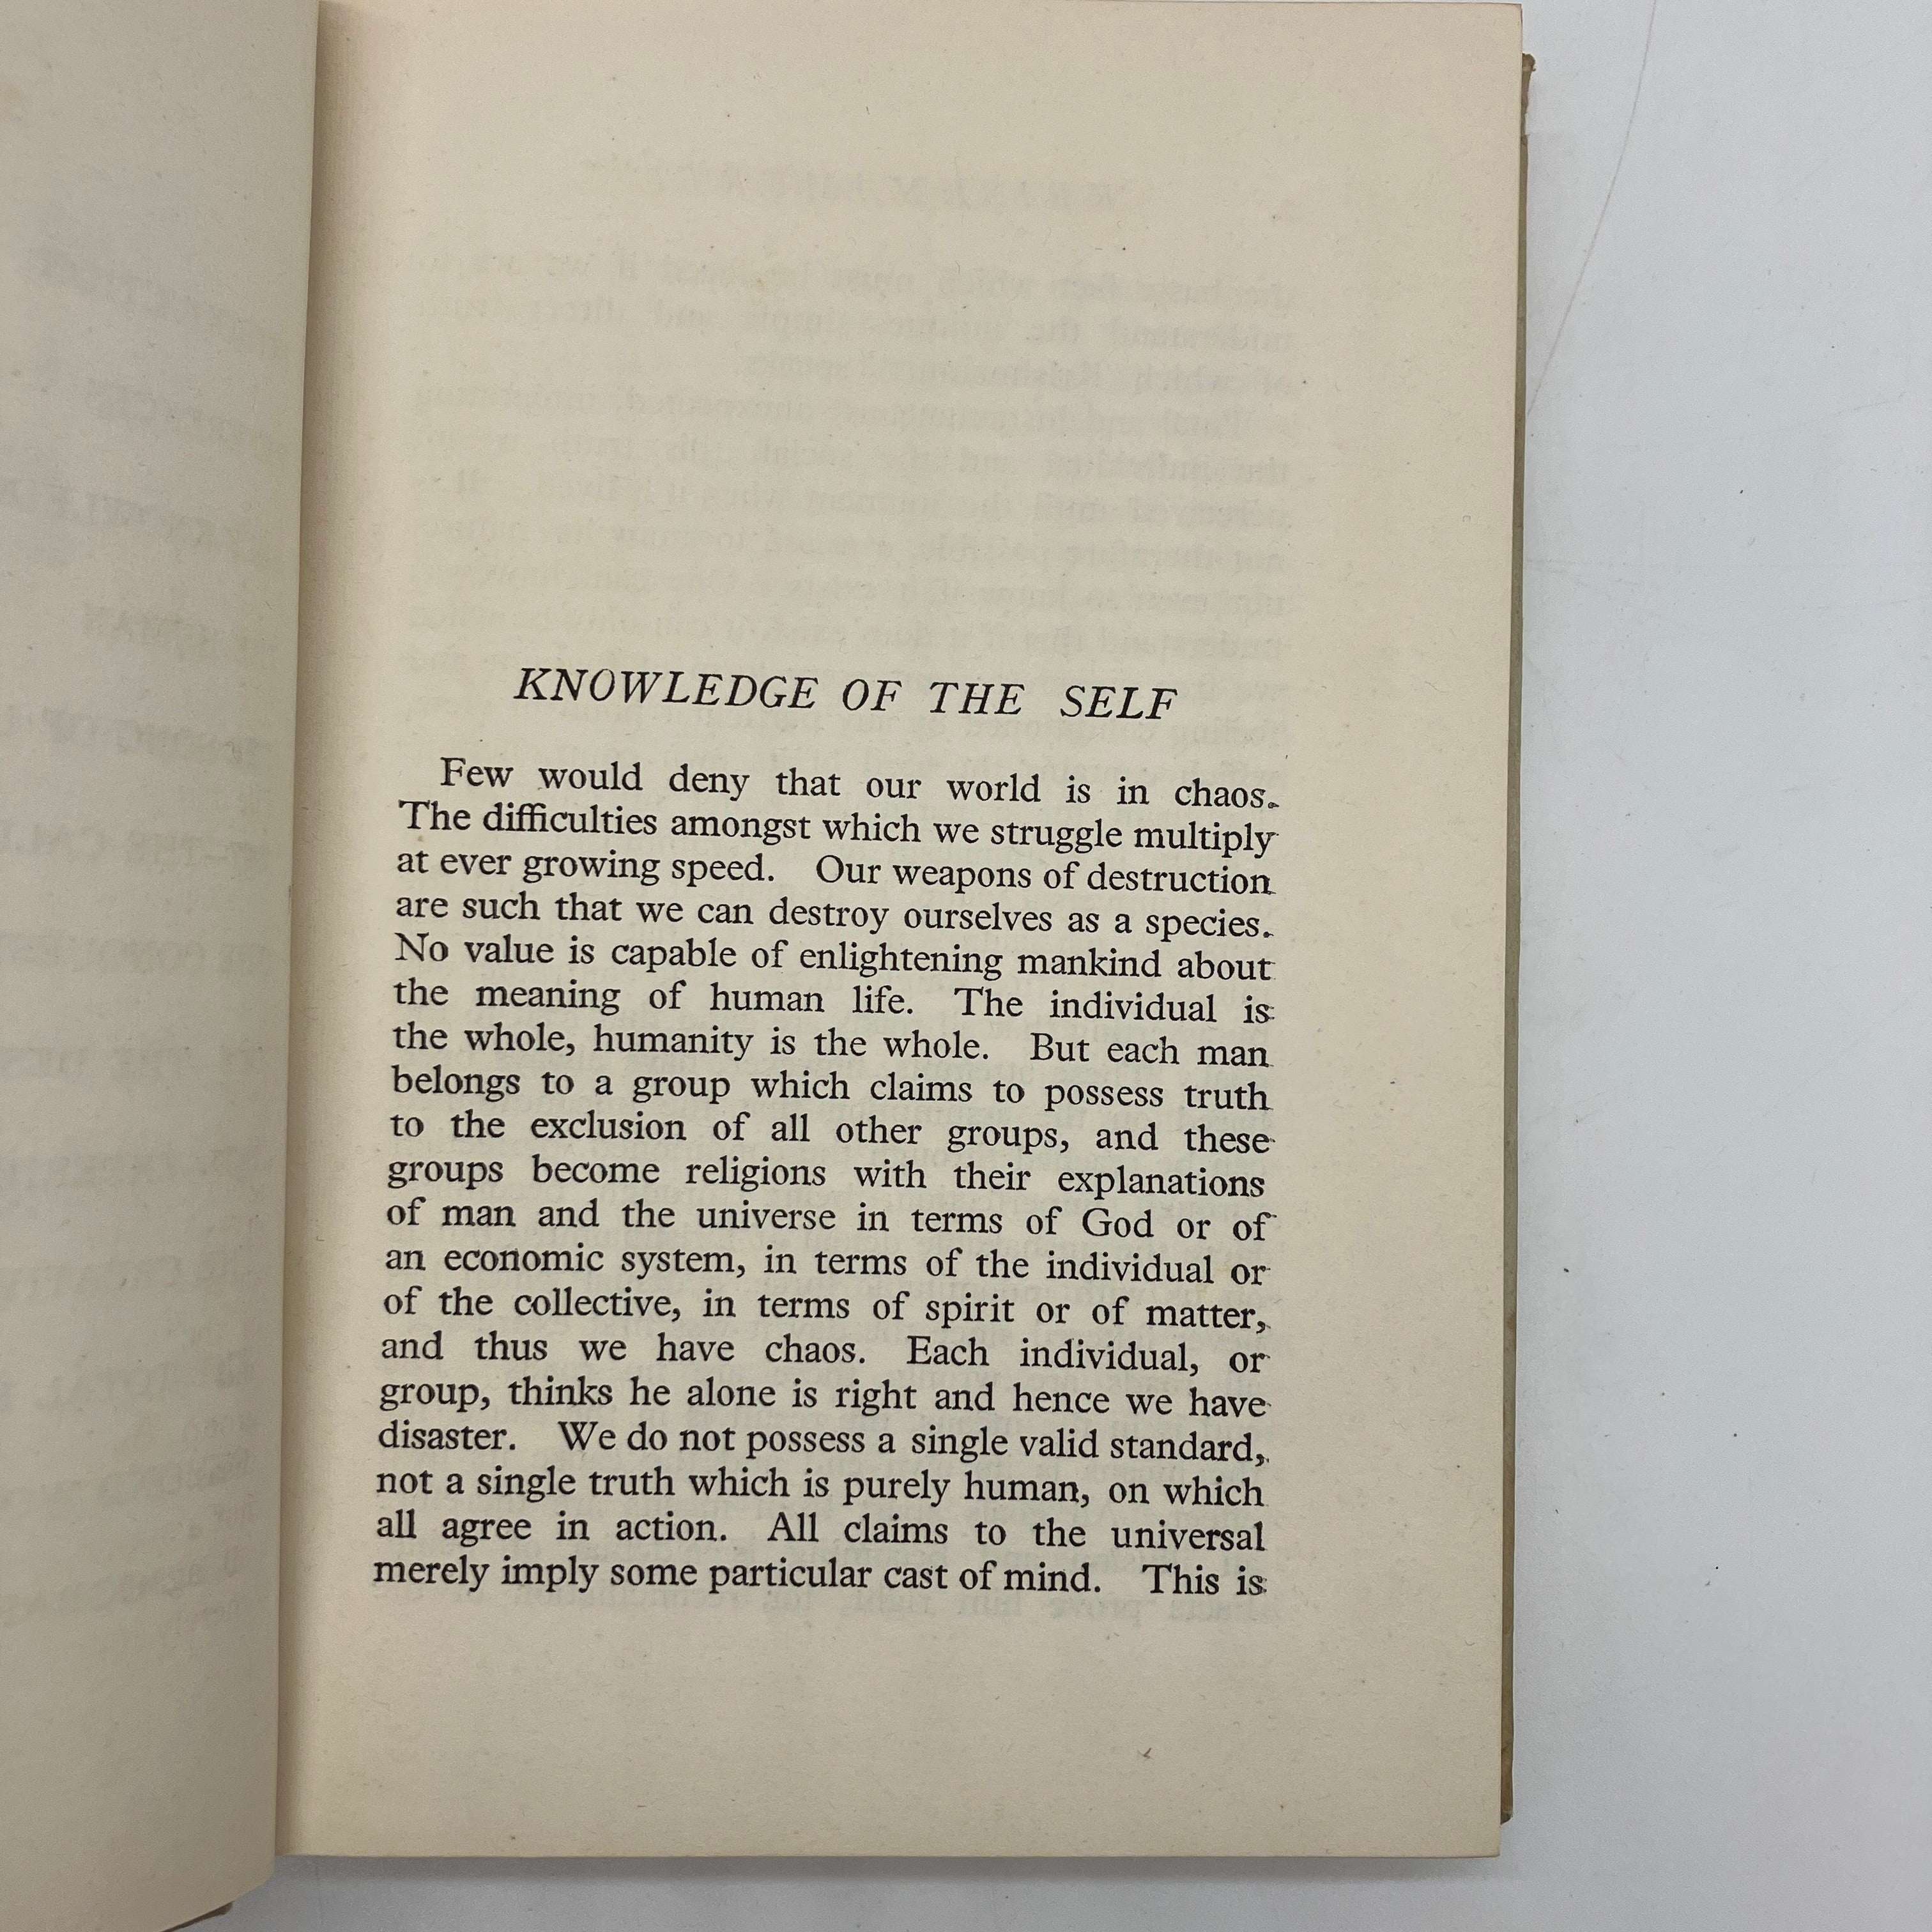 KNOWLEDGE OF THE SELF
Few would deny that our world is in chaos.
The difficulties amongst which we struggle multiply
at ever growing speed. Our weapons of destruction
are such that we can destroy ourselves as a species.
No value is capable of enlightening mankind about
the meaning of human life. The individual is
the whole, humanity is the whole. But each man
belongs to a group which claims to possess truth
to the exclusion of all other groups, and these
groups become religions with their explanations
of man and the universe in terms of God or of
an economic system, in terms of the individual or
of the collective, in terms of spirit or of matter,
and thus we have chaos. Each individual, or
group, thinks he alone is right and hence we have
disaster. We do not possess a single valid standard,
not a single truth which is purely human, on which
all agree in action. All claims to the universal
merely imply some particular cast of mind. This is